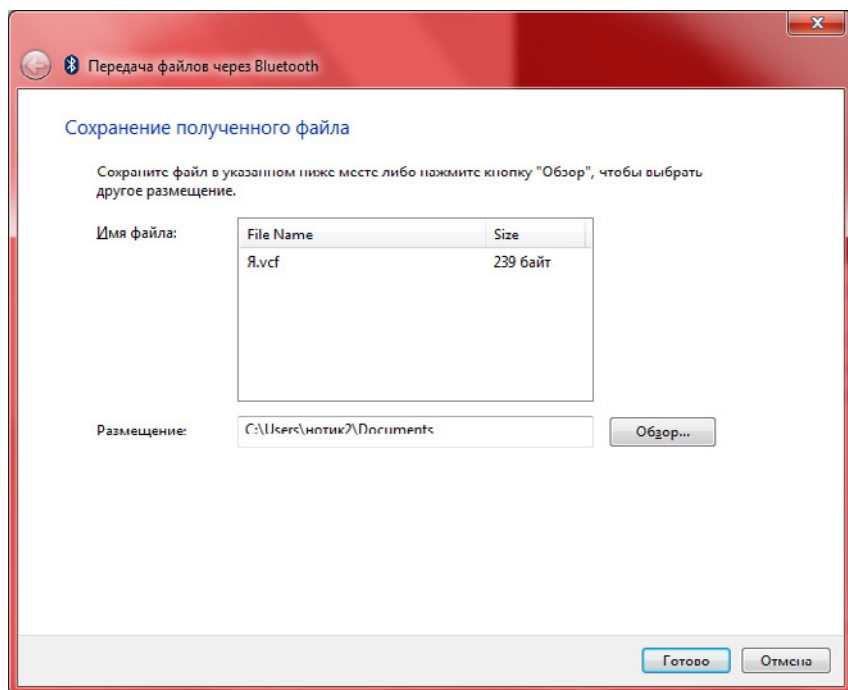 x
Передача файлов через Bluetooth
Сохранение полученного файла
Сохраните файл в указанном ниже месте либо нажмите кнопку "Обзор", чтобы выбрать
другое размещение.
Имя файла:
File Name Size
Я.vcf 239 байт
Размещение: C:\Users\нотик2\Documents Обзор...
Готово Отмена